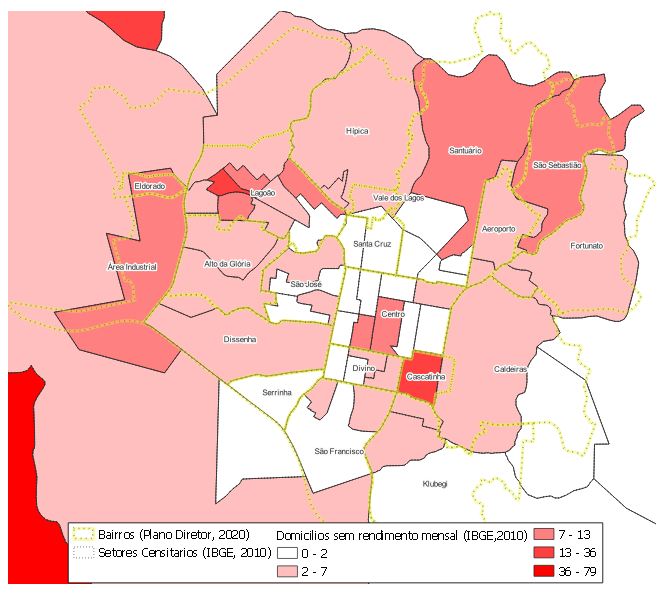 Hípica
Santuário
São Sebastião
Eldorado
Lagoão
Vale dos Lagos
Aeroporto
Fortunato
Santa Cruz
Área Industrial
Alto da Glória
São José
Centro
Dissenha
Divino
Cascatinha
Caldeiras
Serrinha
São Francisco
Klubegi
Bairros (Plano Diretor, 2020)
Setores Censitarios (IBGE, 2010)
Domicilios sem rendimento mensal (IBGE,2010)
0 - 2
2 - 7
7 - 13
13 - 36
36 - 79